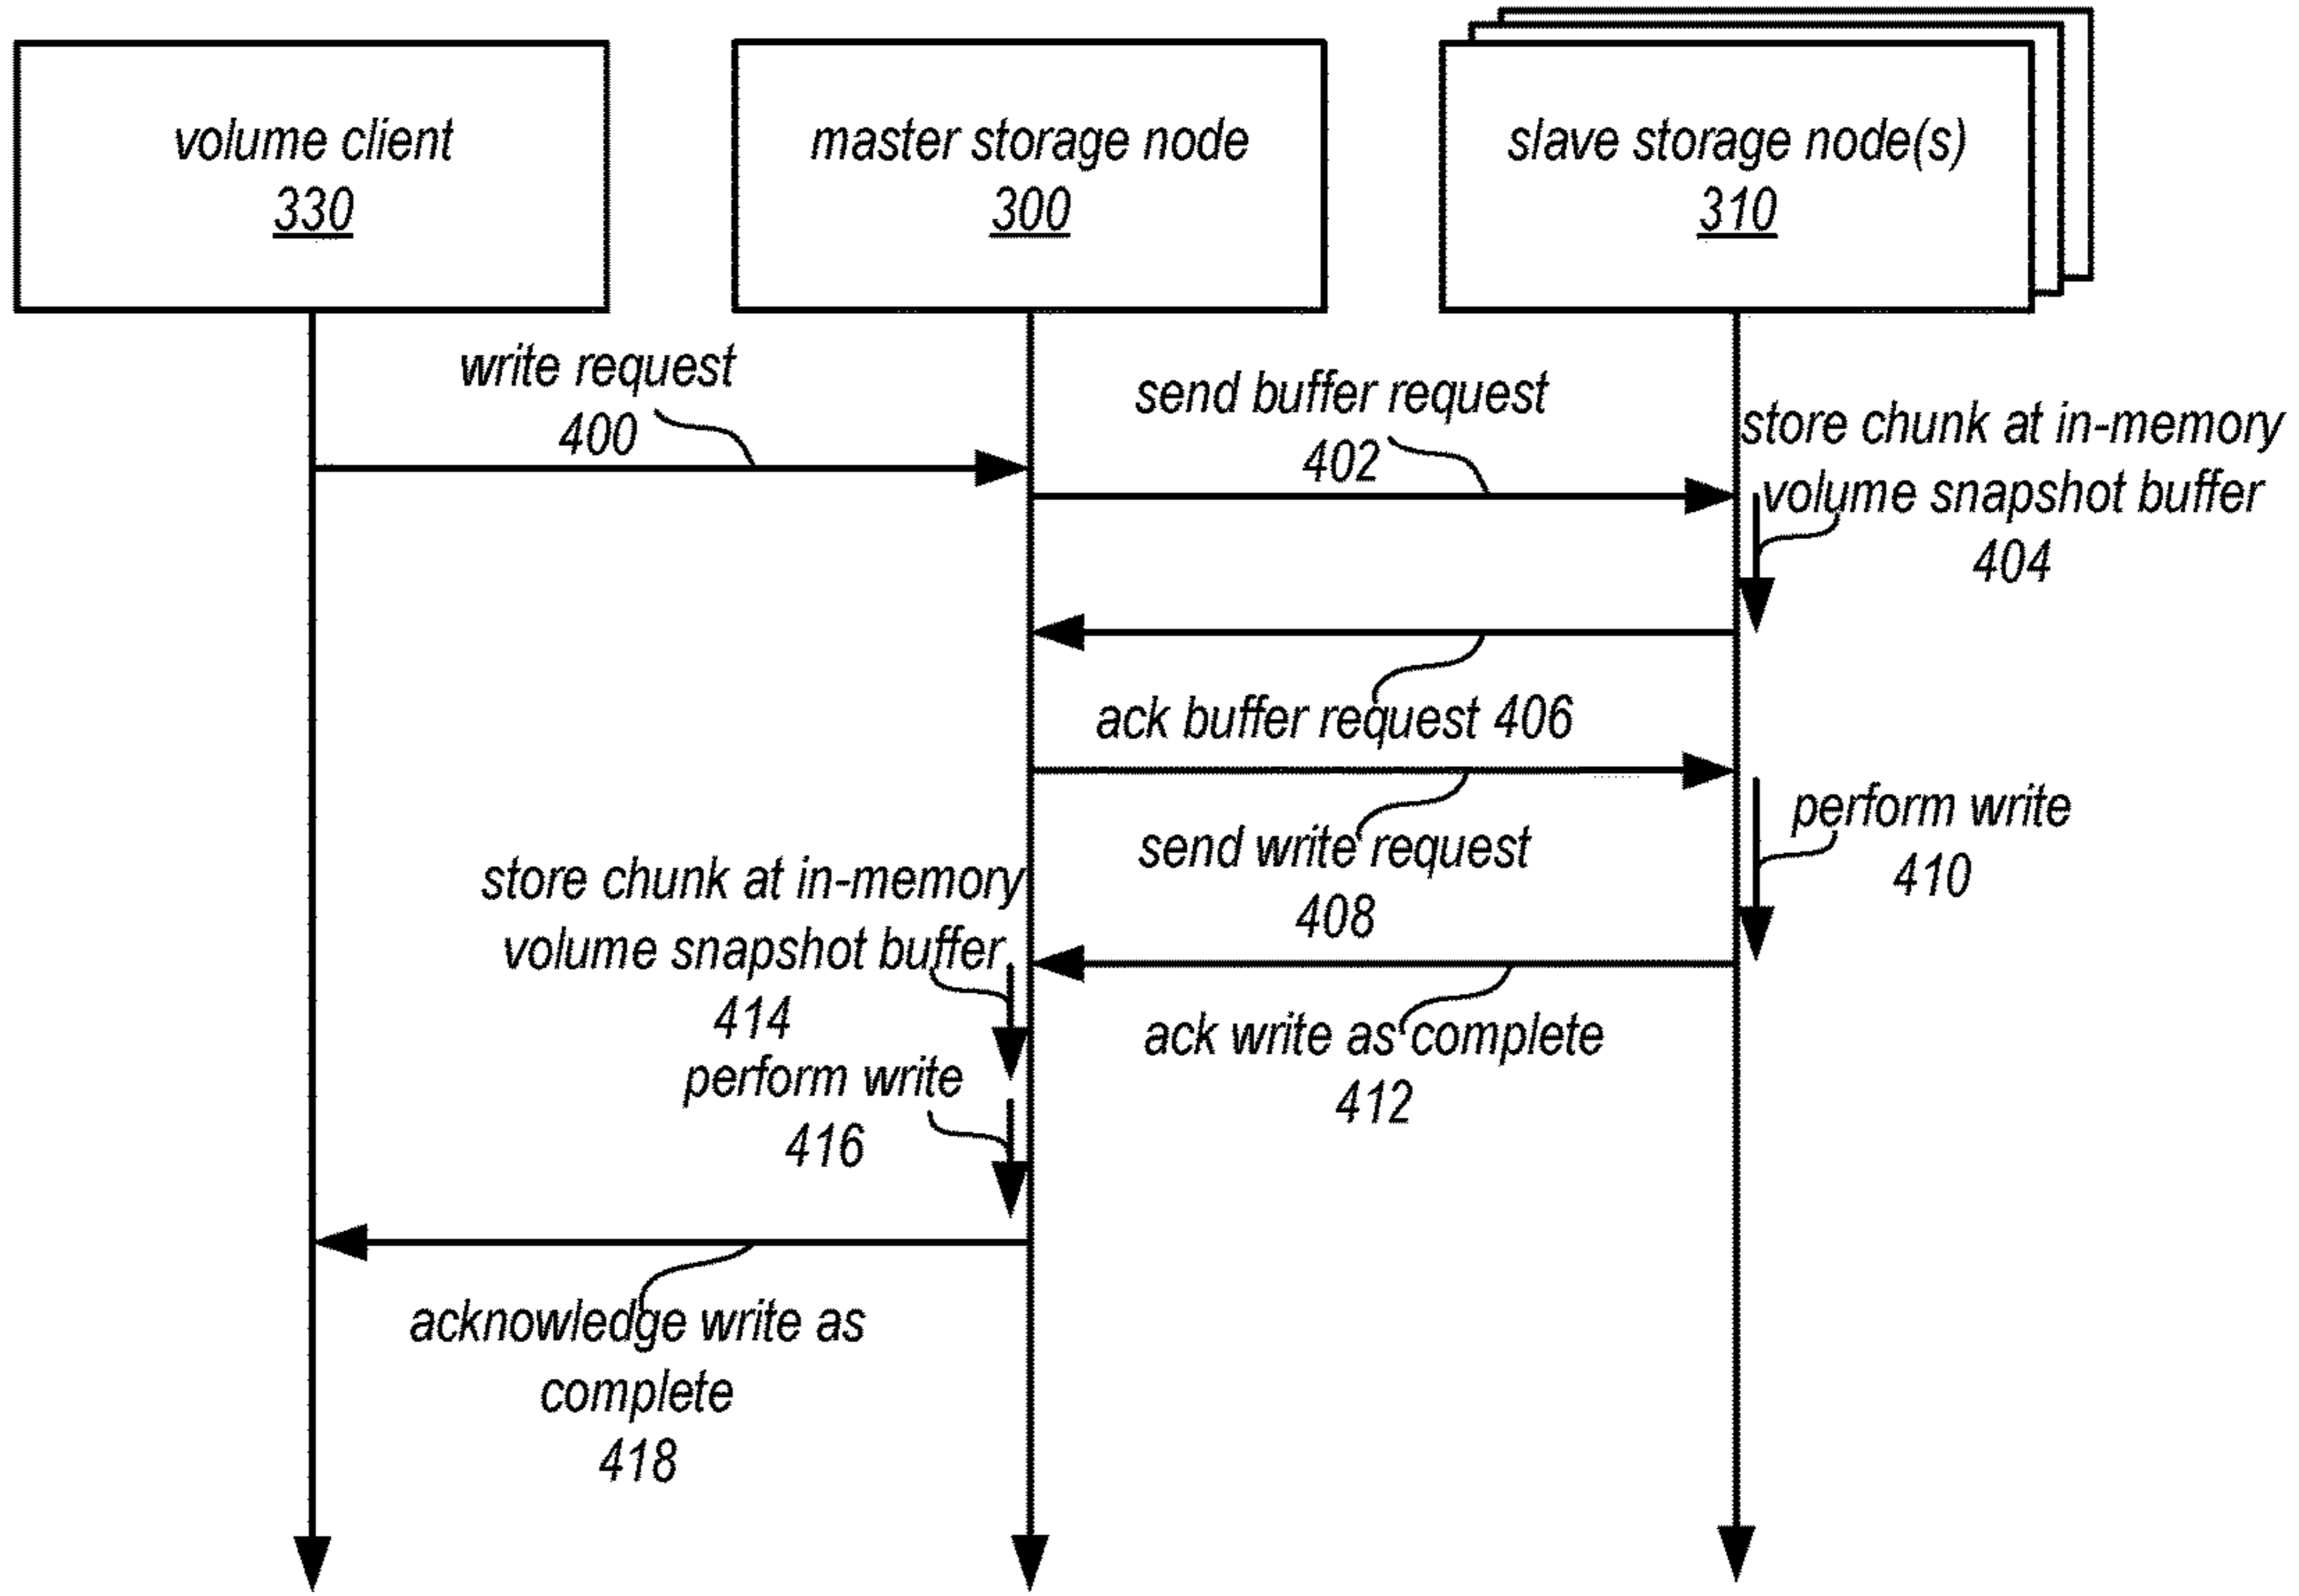 volume client
330
master storage node
300
slave storage node(s)
310
write request
400
send buffer request
402
store chunk at in-memory
volume snapshot buffer
404
ack buffer request 406
send write request
408
perform write
410
store chunk at in-memory
volume snapshot buffer
414
ack write as complete
412
perform write
416
acknowledge write as
complete
418